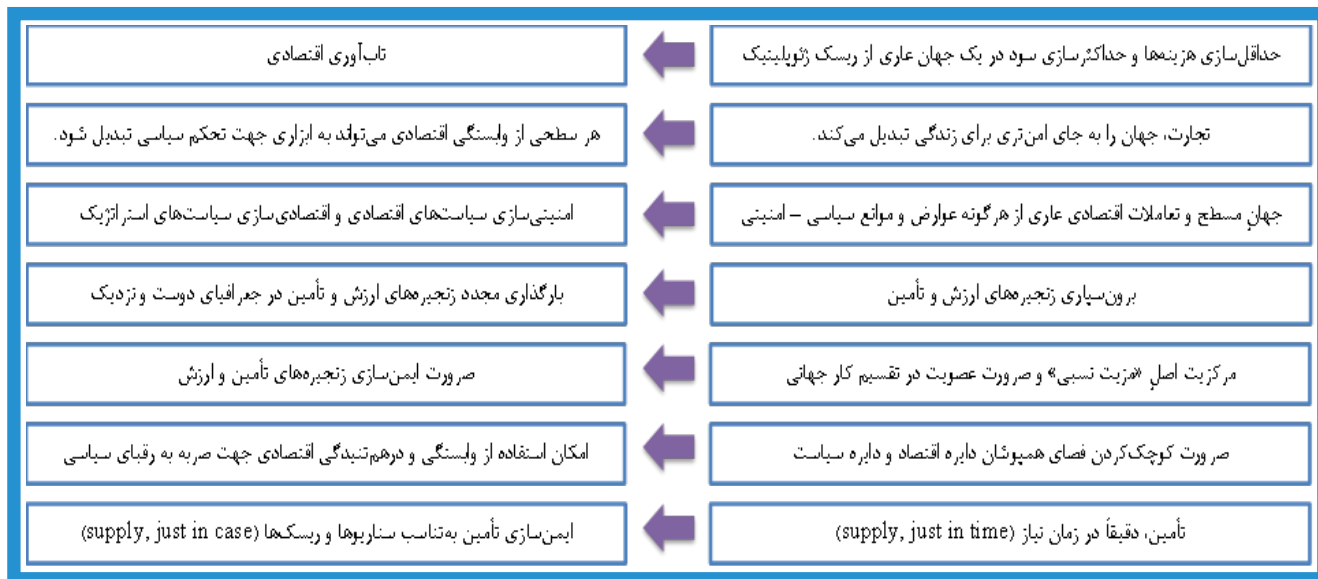 حداقل‌سازی هزینه‌ها و حداکثرسازی سود در یک جهان عاری از ریسک ژئوپلیتیک
تاب‌آوری اقتصادی
تجارت، جهان را به جای امن‌تری برای زندگی تبدیل می‌کند.
هر سطحی از وابستگی اقتصادی می‌تواند به ابزاری جهت تحکم سیاسی تبدیل شود.
جهانِ مسطح و تعاملات اقتصادی عاری از هرگونه عوارض و موانع سیاسی – امنیتی
امنیتی‌سازی سیاست‌های اقتصادی و اقتصادی‌سازی سیاست‌های استراتژیک
برون‌سپاری زنجیره‌های ارزش و تأمین
بارگذاری مجدد زنجیره‌های ارزش و تأمین در جغرافیای دوست و نزدیک
مرکزیت اصلِ «مزیت نسبی» و ضرورت عضویت در تقسیم کار جهانی
ضرورت ایمن‌سازی زنجیره‌های تأمین و ارزش
ضرورت کوچک‌کردن فضای همپوشان دایره اقتصاد و دایره سیاست
امکان استفاده از وابستگی و درهم‌تنیدگی اقتصادی جهت ضربه به رقبای سیاسی
تأمین، دقیقاً در زمان نیاز (supply, just in time)
ایمن‌سازی تأمین به‌تناسب سناریوها و ریسک‌ها (supply, just in case)